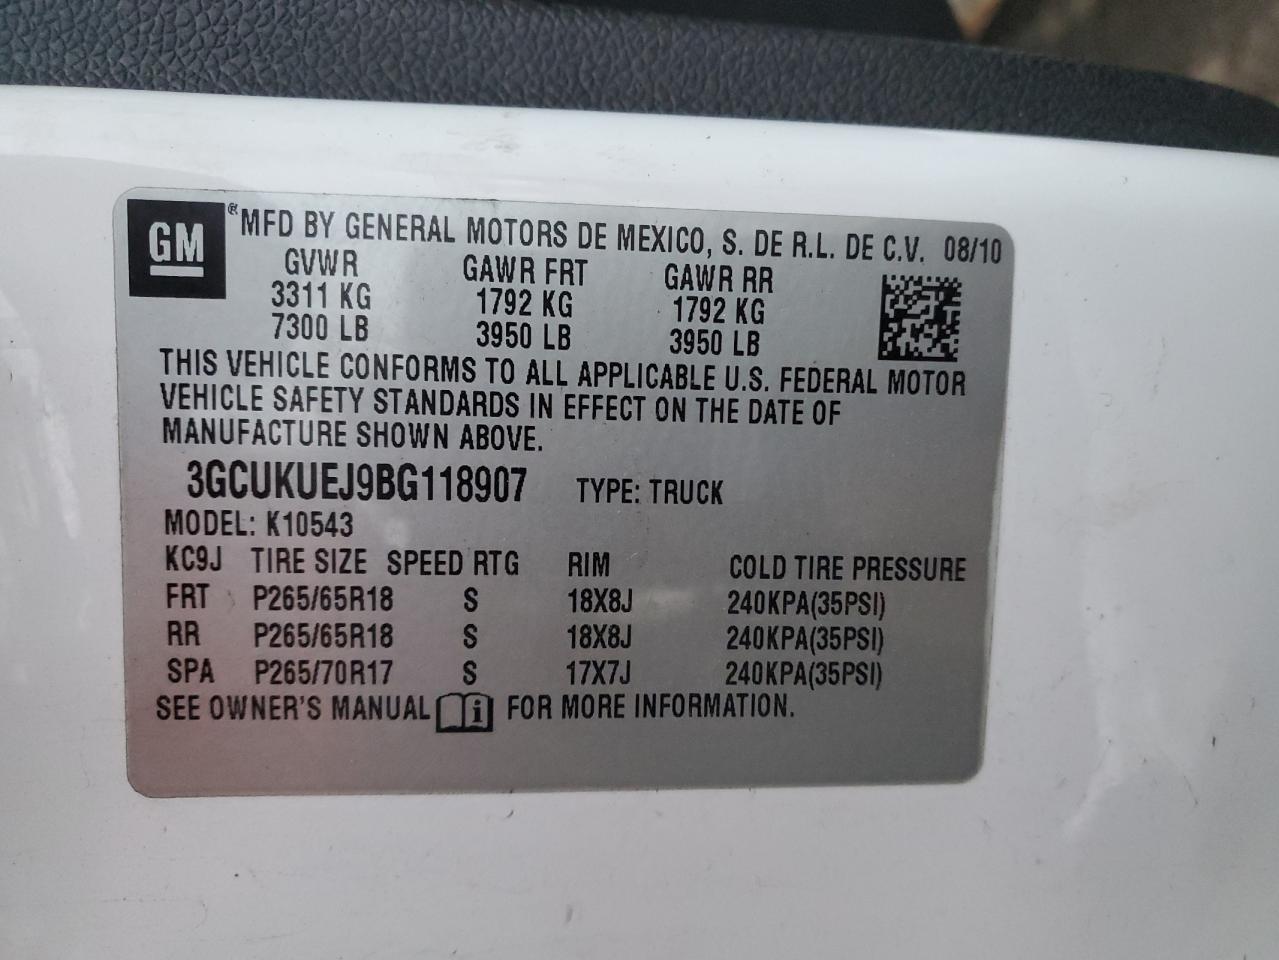 GM ® MFD BY GENERAL MOTORS DE MEXICO, S. DE R.L. DE C.V. 08/10
GVWR GAWR FRT GAWR RR
3311 KG 1792 KG 1792 KG
7300 LB 3950 LB 3950 LB
THIS VEHICLE CONFORMS TO ALL APPLICABLE U.S. FEDERAL MOTOR
VEHICLE SAFETY STANDARDS IN EFFECT ON THE DATE OF
MANUFACTURE SHOWN ABOVE.
3GCUKUEJ9BG118907 TYPE: TRUCK
MODEL: K10543
KC9J TIRE SIZE SPEED RTG RIM COLD TIRE PRESSURE
FRT P265/65R18 S 18X8J 240KPA(35PSI)
RR P265/65R18 S 18X8J 240KPA(35PSI)
SPA P265/70R17 S 17X7J 240KPA(35PSI)
SEE OWNER'S MANUAL i FOR MORE INFORMATION.